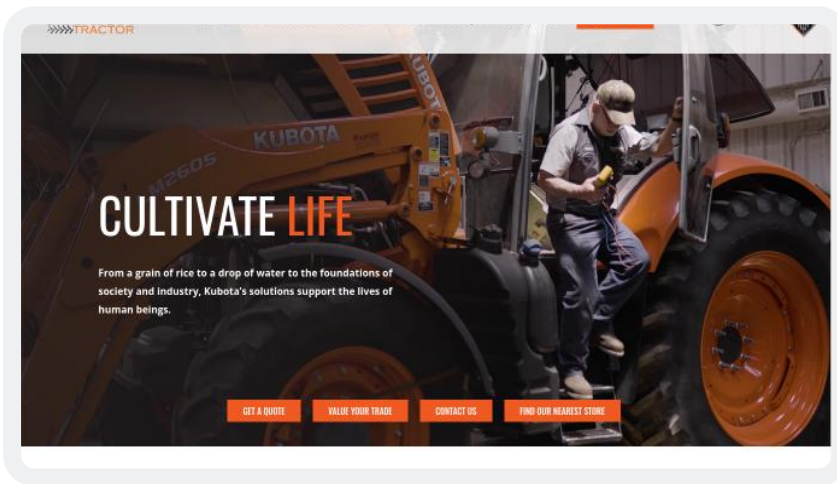 TRACTOR
KUBOTA
M2605
KUBOT
CULTIVATE LIFE
From a grain of rice to a drop of water to the foundations of
society and industry, Kubota's solutions support the lives of
human beings.
GET A QUOTE
VALUE YOUR TRADE
CONTACT US
FIND OUR NEAREST STORE